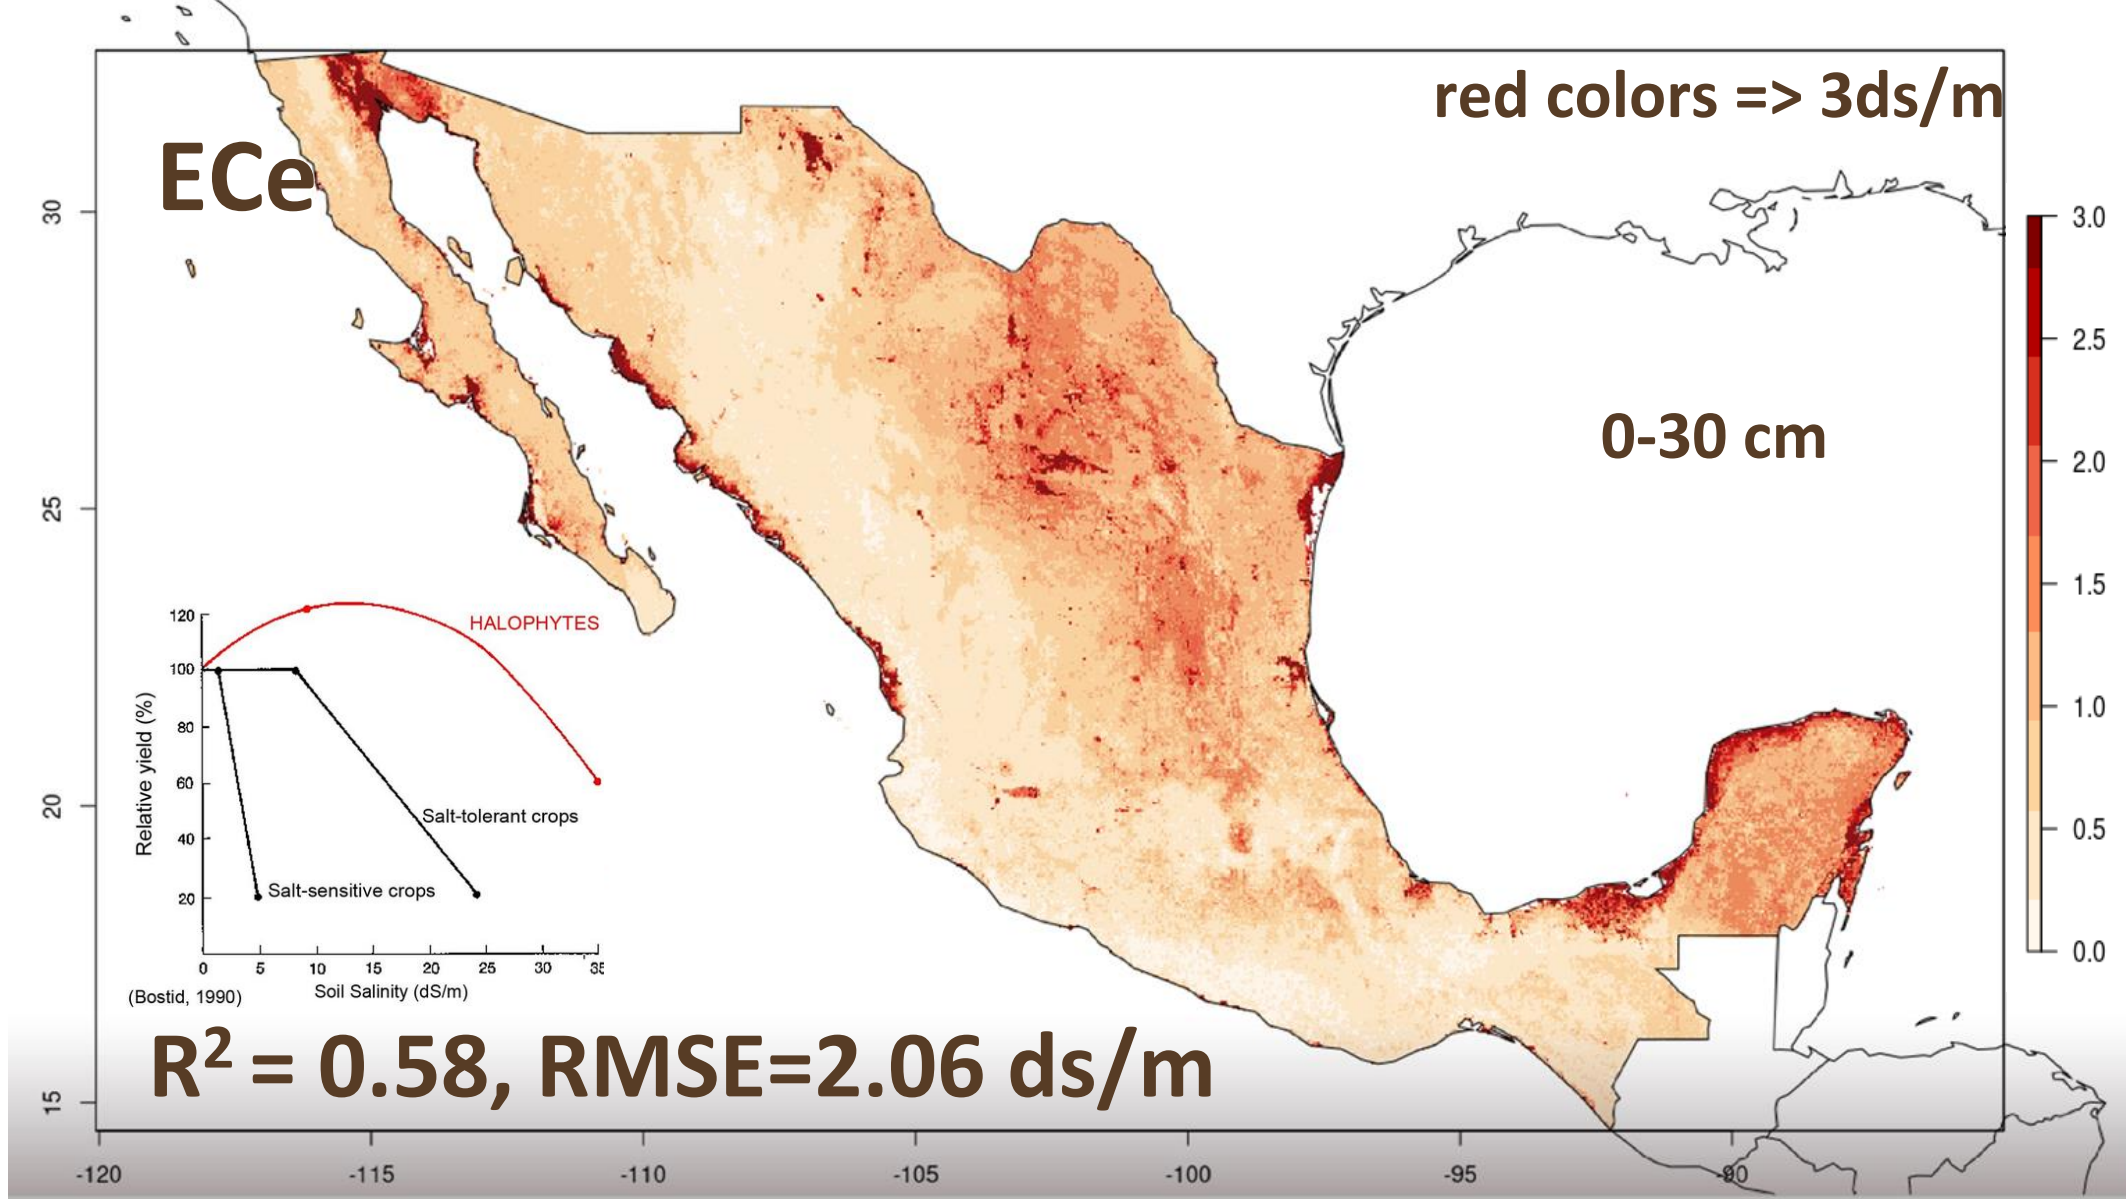 red colors => 3ds/m
ECe
0-30 cm
30
25
20
15
3.0
2.5
2.0
1.5
1.0
0.5
0.0
120
100
80
60
40
20
Relative yield (%)
HALOPHYTES
Salt-tolerant crops
Salt-sensitive crops
0 5 10 15 20 25 30 35
Soil Salinity (dS/m)
(Bostid, 1990)
R² = 0.58, RMSE=2.06 ds/m
-120 -115 -110 -105 -100 -95 -90